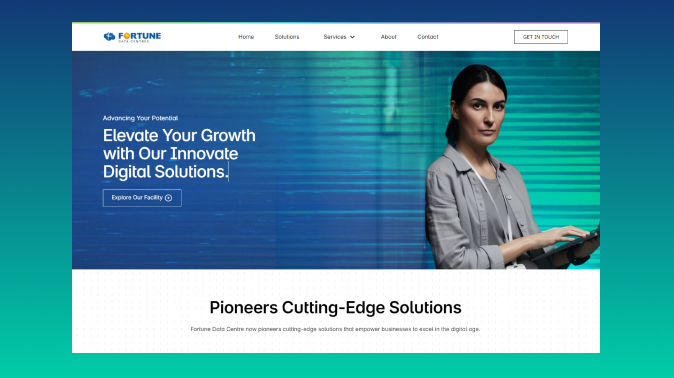 FORTUNE
DATA CENTRES
Home Solutions Services About Contact
GET IN TOUCH
Advancing Your Potential
Elevate Your Growth
with Our Innovate
Digital Solutions.
Explore Our Facility
Pioneers Cutting-Edge Solutions
Fortune Data Centre now pioneers cutting-edge solutions that empower businesses to excel in the digital age.